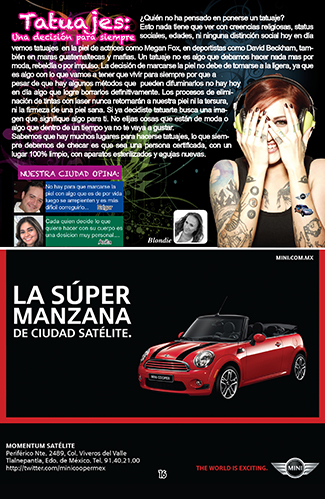 Tatuajes:
Una decisión para siempre
¿Quién no ha pensado en ponerse un tatuaje?
Esto nada tiene que ver con creencias religiosas, status
sociales, edades, ni ninguna distinción social hoy en día
vemos tatuajes en la piel de actrices como Megan Fox, en deportistas como David Beckham, tam-
bién en maras guatemaltecas y mafias. Un tatuaje no es algo que debamos hacer nada mas por
moda, rebeldía o por impulso. La decisión de marcarse la piel no debe de tomarse a la ligera, ya que
es algo con lo que vamos a tener que vivir para siempre por que a
pesar de que hay algunos métodos que pueden difuminarlos no hay hoy
en día algo que logre borrarlos definitivamente. Los procesos de elimi-
nación de tintas con laser nunca retornarán a nuestra piel ni la tersura,
ni la firmeza de una piel sana. Si ya decidiste tatuarte busca una ima-
gen que signifique algo para ti. No elijas cosas que están de moda o
algo que dentro de un tiempo ya no te vaya a gustar.
Sabemos que hay muchos lugares para hacerse tatuajes, lo que siem-
pre debemos de checar es que sea una persona certificada, con un
lugar 100% limpio, con aparatos esterilizados y agujas nuevas.
NUESTRA CIUDAD OPINA:
No hay para que marcarse la
piel con algo que es de por vida
luego se arrepienten y es más
difícil corregirlo...
Cada quien decide lo que
quiere hacer con su cuerpo es
una desicion muy personal....
Blondie
MINI.COM.MX
LA SÚPER
MANZANA
DE CIUDAD SATÉLITE.
MINI COOPER
MOMENTUM SATÉLITE
Periférico Nte. 2489, Col. Viveros del Valle
Tlalnepantla, Edo. de México. Tel. 91.40.21.00
http://twitter.com/minicoopermex
16
THE WORLD IS EXCITING.
MINI